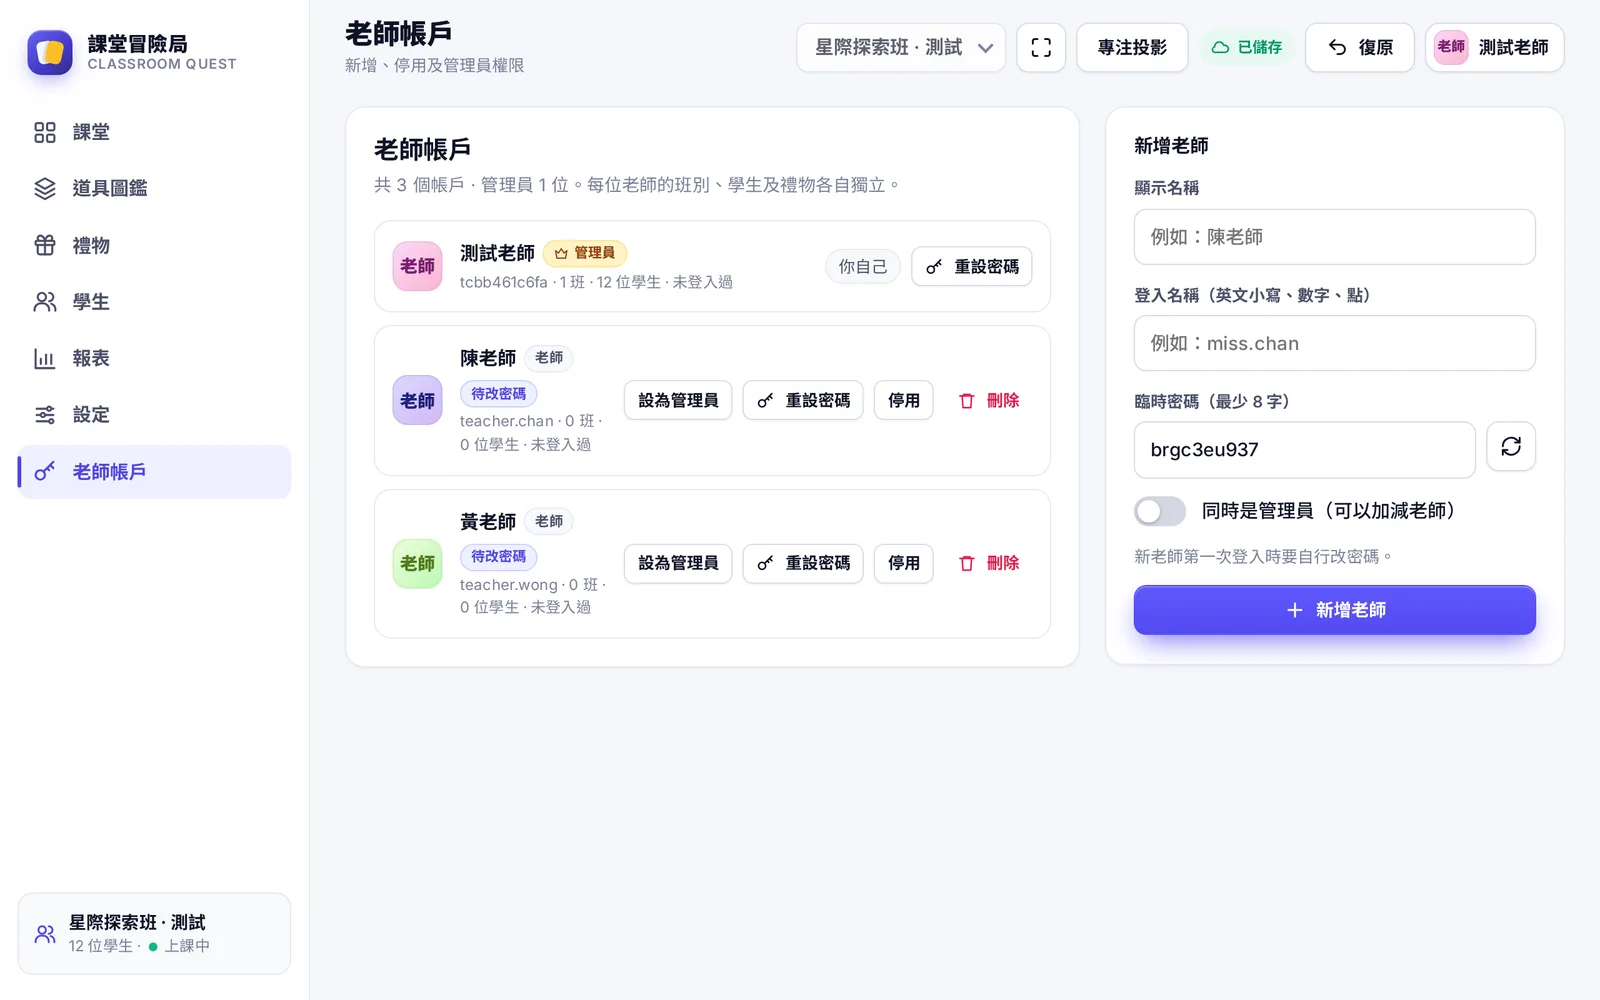 課堂冒險局
CLASSROOM QUEST
課堂
道具圖鑑
禮物
學生
報表
設定
老師帳戶
星際探索班 · 測試
12 位學生 · 上課中
老師帳戶
新增、停用及管理員權限
星際探索班 · 測試
專注投影
已儲存
復原
老師
測試老師
老師帳戶
共 3 個帳戶 · 管理員 1 位。每位老師的班別、學生及禮物各自獨立。
老師
測試老師
管理員
tcbb461c6fa · 1 班 · 12 位學生 · 未登入過
你自己
重設密碼
老師
陳老師
老師
待改密碼
teacher.chan · 0 班 ·
0 位學生 · 未登入過
設為管理員
重設密碼
停用
刪除
老師
黃老師
老師
待改密碼
teacher.wong · 0 班 ·
0 位學生 · 未登入過
設為管理員
重設密碼
停用
刪除
新增老師
顯示名稱
例如：陳老師
登入名稱（英文小寫、數字、點）
例如：miss.chan
臨時密碼（最少 8 字）
brgc3eu937
同時是管理員（可以加減老師）
新老師第一次登入時要自行改密碼。
新增老師